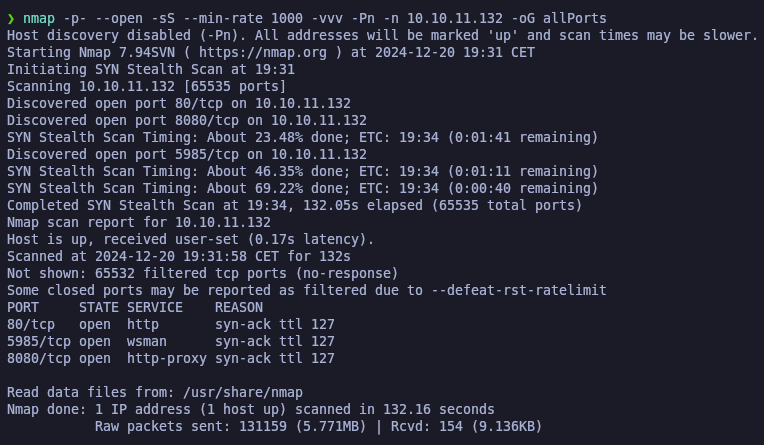 ❯ nmap -p- --open -sS --min-rate 1000 -vvv -Pn -n 10.10.11.132 -oG allPorts
Host discovery disabled (-Pn). All addresses will be marked 'up' and scan times may be slower.
Starting Nmap 7.94SVN ( https://nmap.org ) at 2024-12-20 19:31 CET
Initiating SYN Stealth Scan at 19:31
Scanning 10.10.11.132 [65535 ports]
Discovered open port 80/tcp on 10.10.11.132
Discovered open port 8080/tcp on 10.10.11.132
SYN Stealth Scan Timing: About 23.48% done; ETC: 19:34 (0:01:41 remaining)
Discovered open port 5985/tcp on 10.10.11.132
SYN Stealth Scan Timing: About 46.35% done; ETC: 19:34 (0:01:11 remaining)
SYN Stealth Scan Timing: About 69.22% done; ETC: 19:34 (0:00:40 remaining)
Completed SYN Stealth Scan at 19:34, 132.05s elapsed (65535 total ports)
Nmap scan report for 10.10.11.132
Host is up, received user-set (0.17s latency).
Scanned at 2024-12-20 19:31:58 CET for 132s
Not shown: 65532 filtered tcp ports (no-response)
Some closed ports may be reported as filtered due to --defeat-rst-ratelimit
PORT     STATE SERVICE    REASON
80/tcp   open  http       syn-ack ttl 127
5985/tcp open  wsman      syn-ack ttl 127
8080/tcp open  http-proxy syn-ack ttl 127

Read data files from: /usr/share/nmap
Nmap done: 1 IP address (1 host up) scanned in 132.16 seconds
           Raw packets sent: 131159 (5.771MB) | Rcvd: 154 (9.136KB)